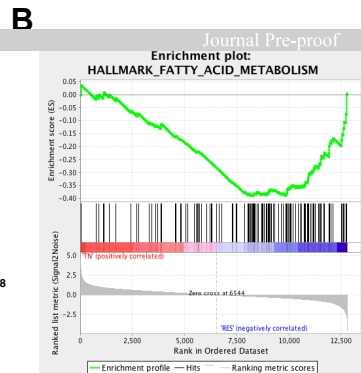 B
Journal Pre-proof
Enrichment plot:
HALLMARK_FATTY_ACID_METABOLISM
Enrichment score (ES)
0.05
0.00
-0.05
-0.10
-0.15
-0.20
-0.25
-0.30
-0.35
-0.40
8
Ranked list metric (Signal2Noise)
'TN' (positively correlated)
5.0
2.5
0.0
-2.5
Zero cross at 6544
'RES' (negatively correlated)
0 2,500 5,000 7,500 10,000 12,500
Rank in Ordered Dataset
Enrichment profile Hits Ranking metric scores